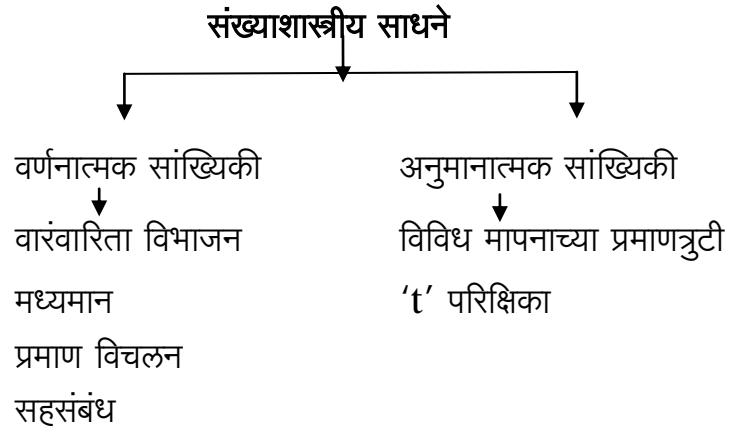 संख्याशास्त्रीय साधने
वर्णनात्मक सांख्यिकी
वारंवारिता विभाजन
मध्यमान
प्रमाण विचलन
सहसंबंध
अनुमानात्मक सांख्यिकी
विविध मापनाच्या प्रमाणत्रुटी
‘t’ परिक्षिका